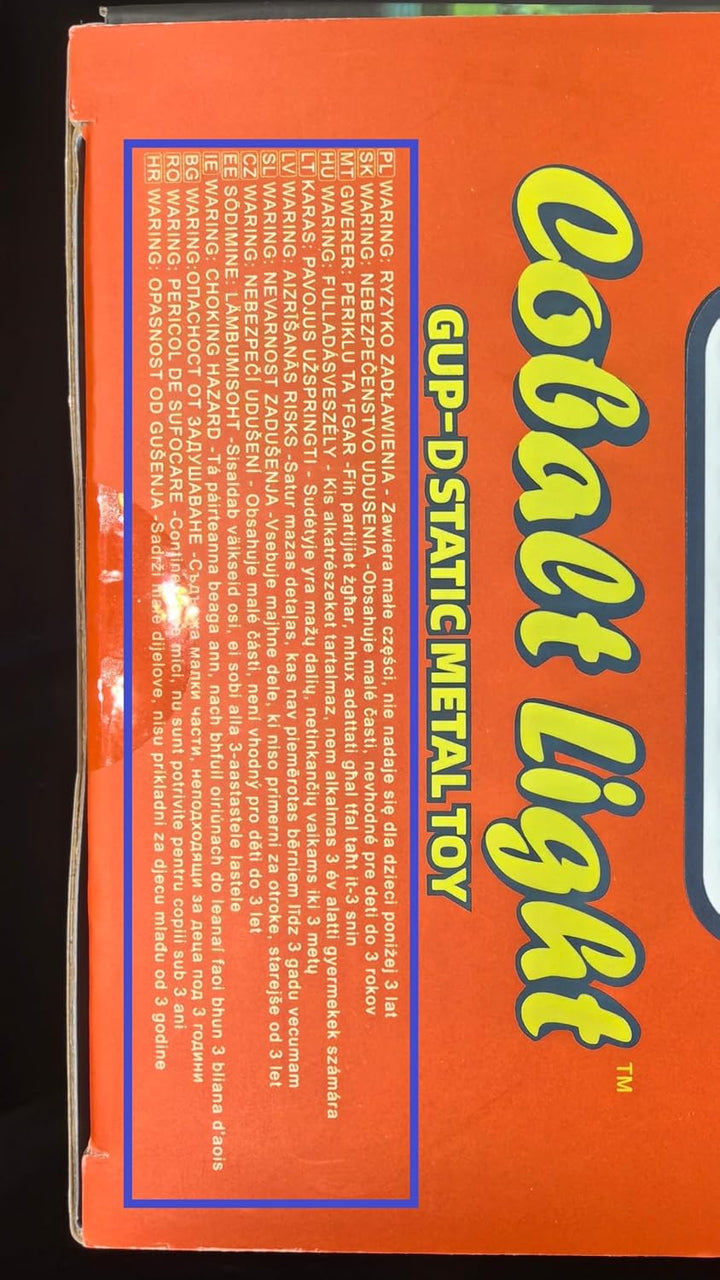 Cobalt Light™
GUP-D STATIC METAL TOY
PL WARING: RYZYKO ZADŁAWIENIA - Zawiera małe części, nie nadaje się dla dzieci poniżej 3 lat
SK WARING: NEBEZPEČENSTVO UDUSENIA -Obsahuje malé časti, nevhodné pre deti do 3 rokov
MT GWERER: PERIKLU TA 'FGAR -Fih partijiet żgħar, mhux adattati għal tfal taħt it-3 snin
HU WARING: FULLADÁSVESZÉLY - Kis alkatrészeket tartalmaz, nem alkalmas 3 év alatti gyermekek számára
LT KARAS: PAVOJUS UŽSPRINGTI - Sudėtyje yra mažų dalių, netinkančių vaikams iki 3 metų
LV WARING: AIZRĪŠANĀS RISKS -Satur mazas detaļas, kas nav piemērotas bērniem līdz 3 gadu vecumam
SL WARING: NEVARNOST ZADUŠENJA -Vsebuje majhne dele, ki niso primerni za otroke, starejše od 3 let
CZ WARING: NEBEZPEČÍ UDUŠENÍ - Obsahuje malé části, není vhodný pro děti do 3 let
EE SÖDIMINE: LÄMBUMISOHT -Sisaldab väikseid osi, ei sobi alla 3-aastastele lastele
IE WARING: CHOKING HAZARD -Tá páirteanna beaga ann, nach bhfuil oiriúnach do leanaí faoi bhun 3 bliana d'aois
BG WARING:ОПАСНОСТ ОТ ЗАДУШАВАНЕ - малки части, неподходящи за деца под 3 години
RO WARING: PERICOL DE SUFOCARE - mici, nu sunt potrivite pentru copiii sub 3 ani
HR WARING: OPASNOST OD GUŠENJA -Sadrži dijelove, nisu prikladni za djecu mlađu od 3 godine